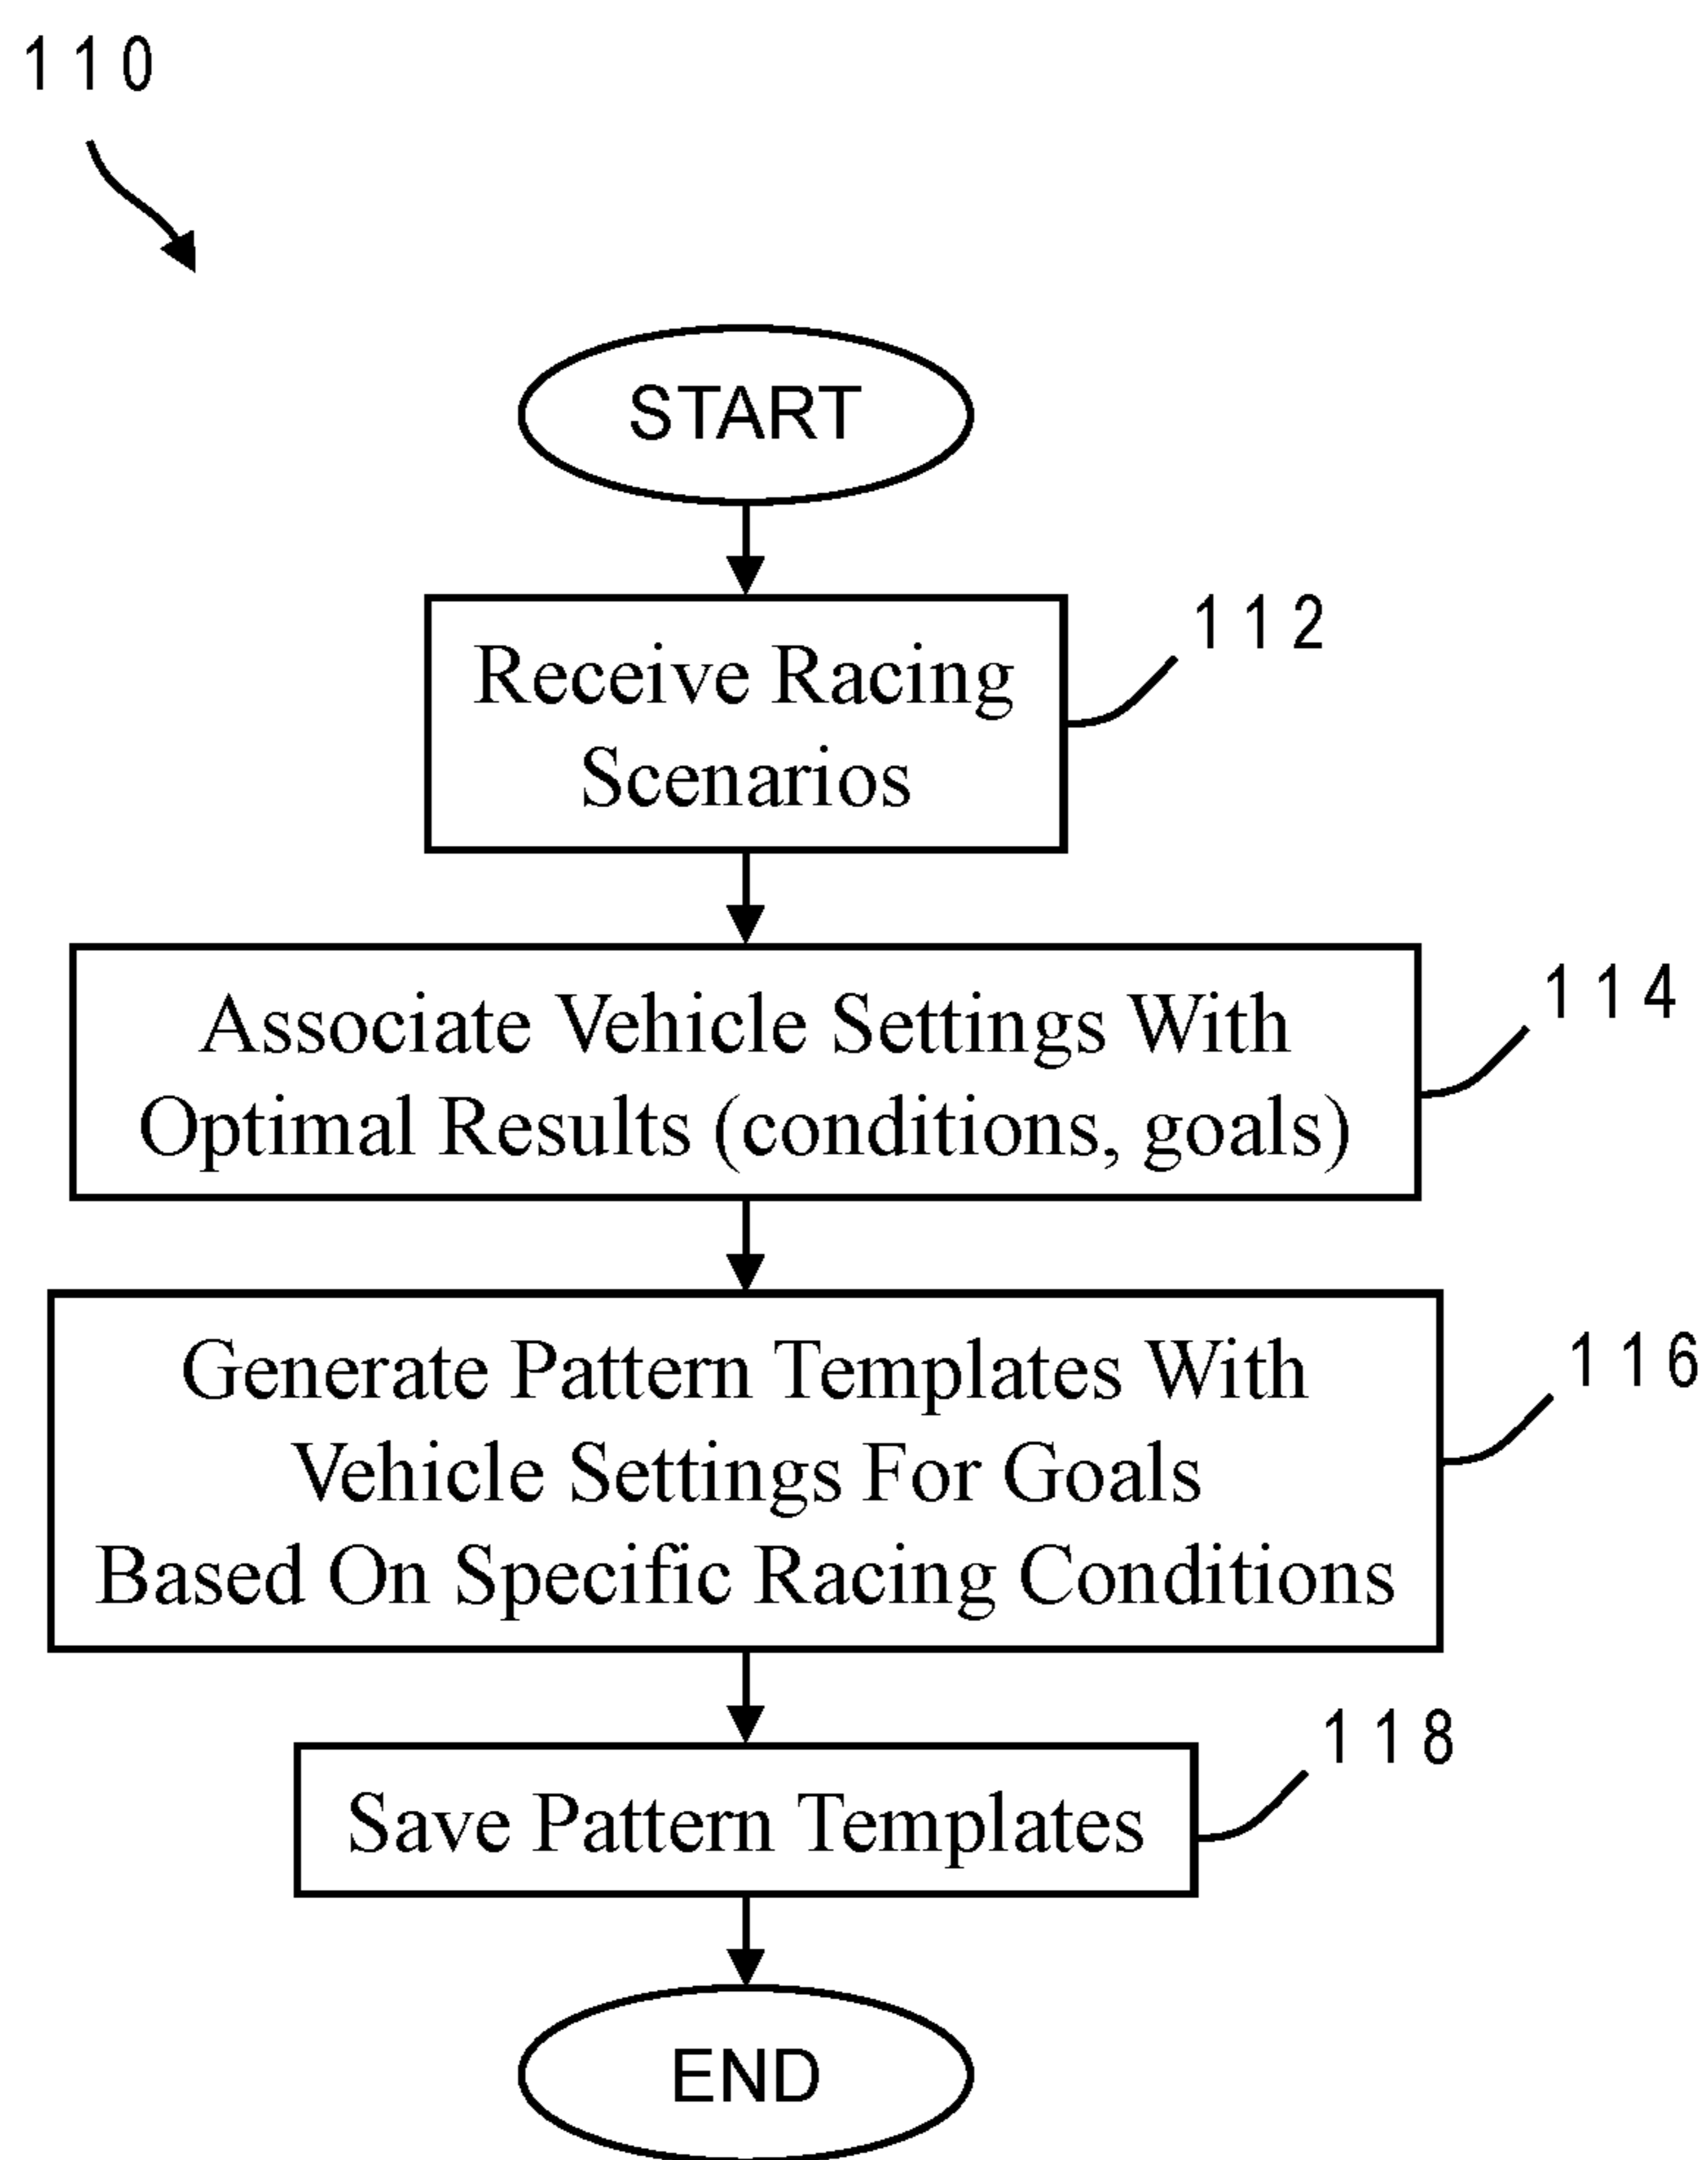 110
START
Receive Racing
Scenarios
112
Associate Vehicle Settings With
Optimal Results (conditions, goals)
114
Generate Pattern Templates With
Vehicle Settings For Goals
Based On Specific Racing Conditions
116
Save Pattern Templates
118
END